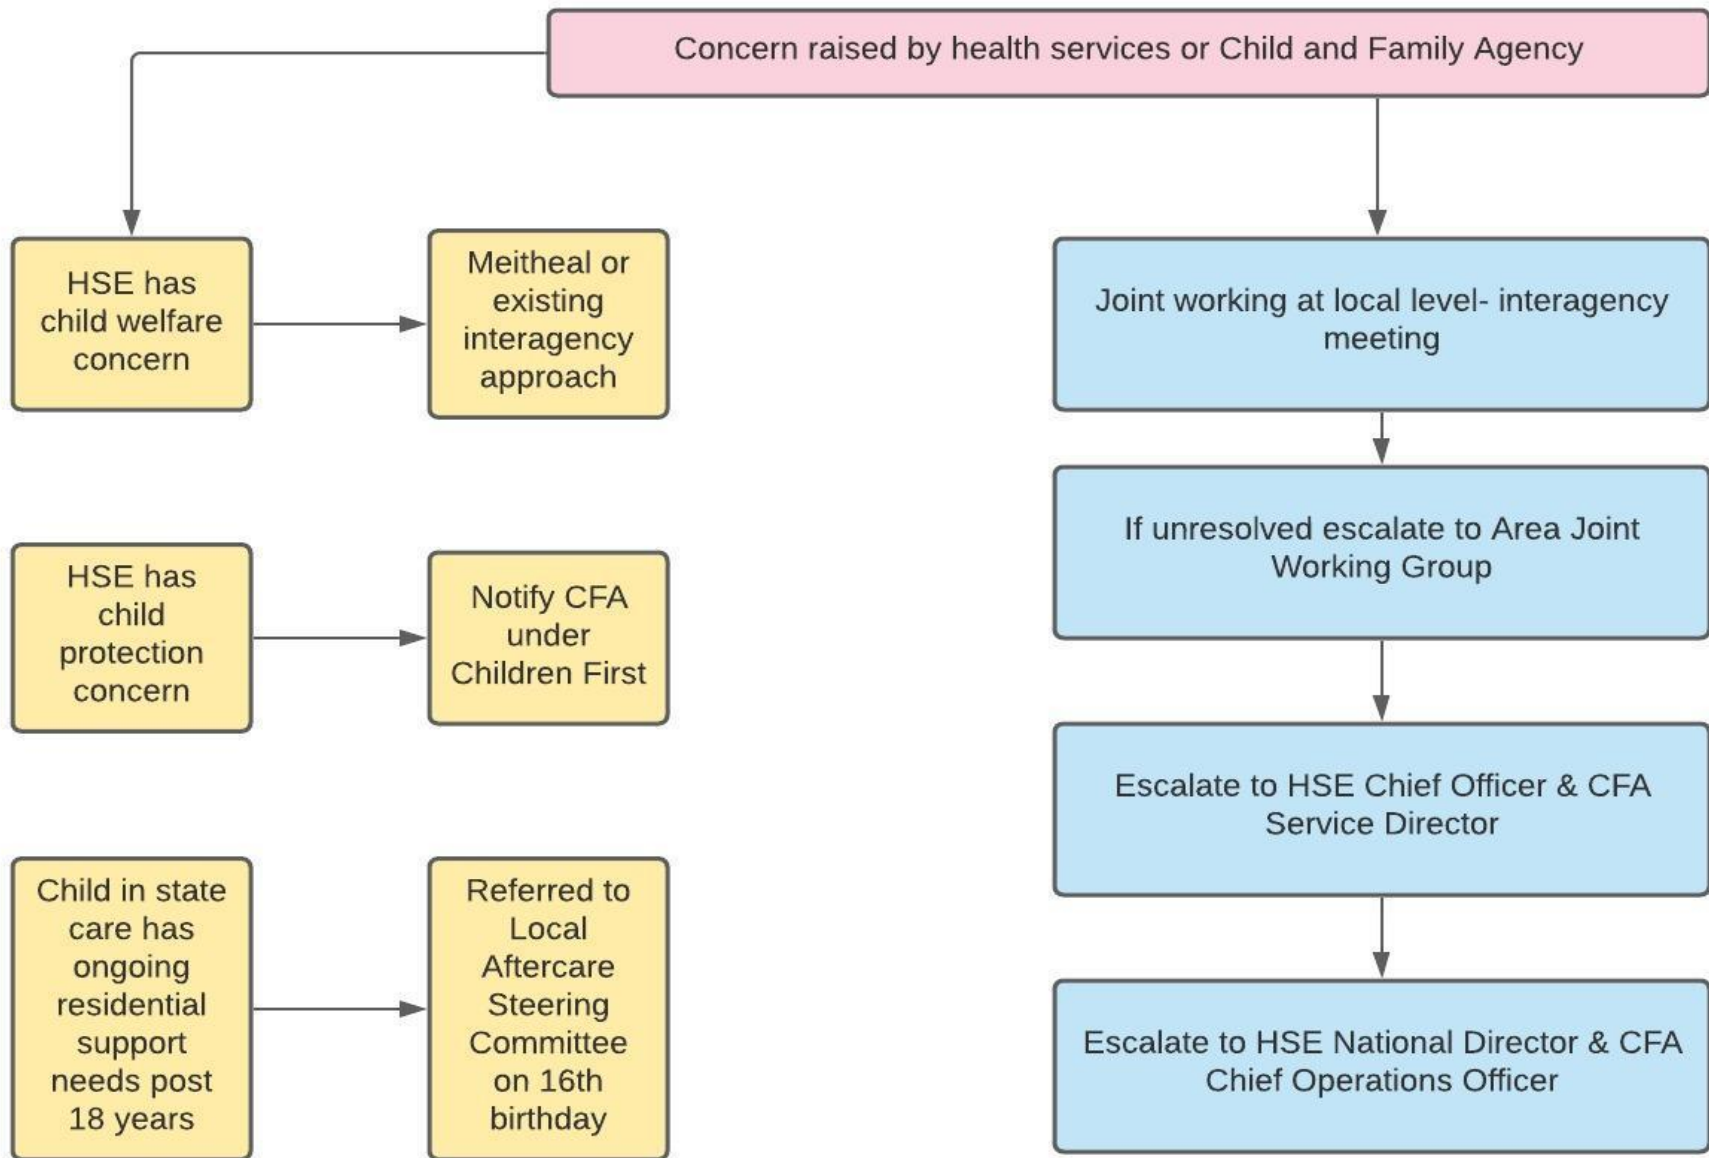 Concern raised by health services or Child and Family Agency
HSE has
child welfare
concern
Meitheal or
existing
interagency
approach
Joint working at local level- interagency
meeting
If unresolved escalate to Area Joint
Working Group
HSE has
child
protection
concern
Notify CFA
under
Children First
Escalate to HSE Chief Officer & CFA
Service Director
Child in state
care has
ongoing
residential
support
needs post
18 years
Referred to
Local
Aftercare
Steering
Committee
on 16th
birthday
Escalate to HSE National Director & CFA
Chief Operations Officer